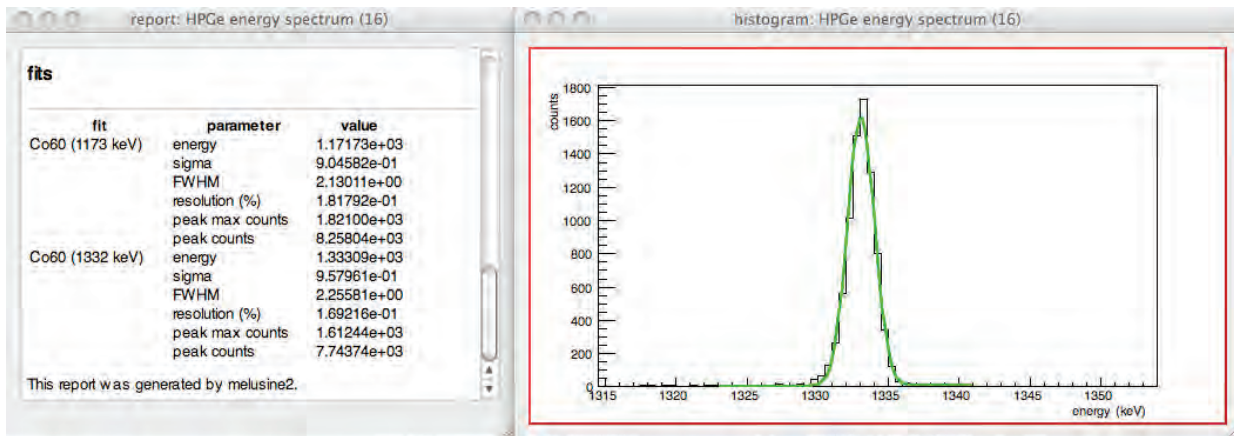 report: HPGe energy spectrum (16)
fits
fit parameter value
Co60 (1173 keV) energy 1.17173e+03
sigma 9.04582e-01
FWHM 2.13011e+00
resolution (%) 1.81792e-01
peak max counts 1.82100e+03
peak counts 8.25804e+03
Co60 (1332 keV) energy 1.33309e+03
sigma 9.57961e-01
FWHM 2.25581e+00
resolution (%) 1.69216e-01
peak max counts 1.61244e+03
peak counts 7.74374e+03
This report was generated by melusine2.
histogram: HPGe energy spectrum (16)
counts
1800
1600
1400
1200
1000
800
600
400
200
0
1315 1320 1325 1330 1335 1340 1345 1350
energy (keV)